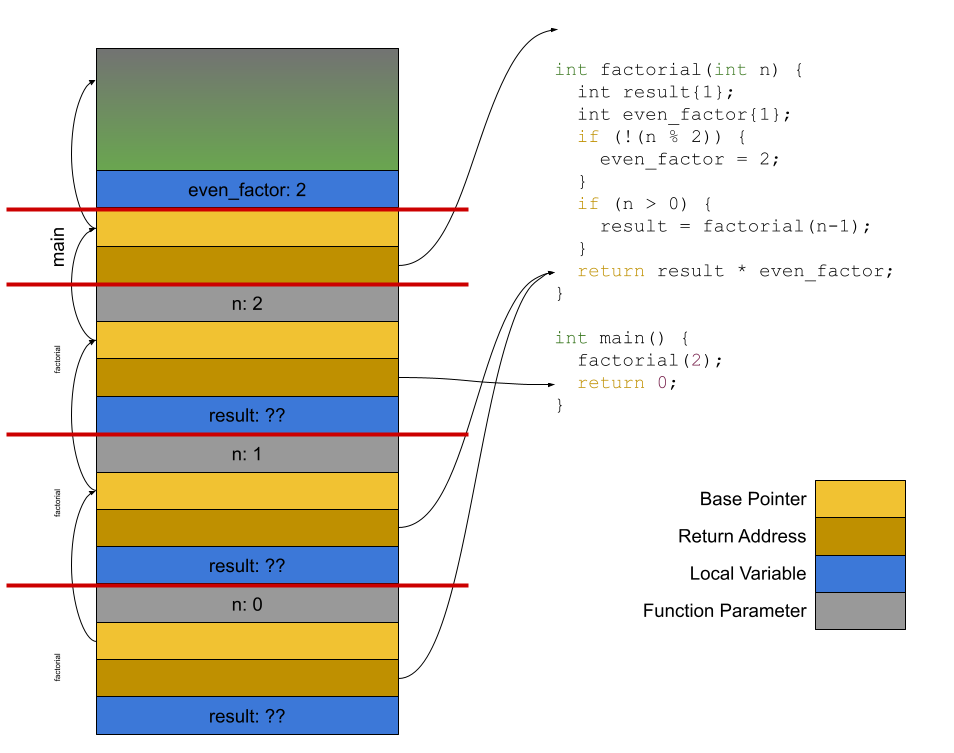 even_factor: 2
main
n: 2
factorial
result: ??
n: 1
factorial
result: ??
n: 0
factorial
result: ??
int factorial(int n) {
  int result{1};
  int even_factor{1};
  if (!(n % 2)) {
    even_factor = 2;
  }
  if (n > 0) {
    result = factorial(n-1);
  }
  return result * even_factor;
}
int main() {
  factorial(2);
  return 0;
}
Base Pointer
Return Address
Local Variable
Function Parameter